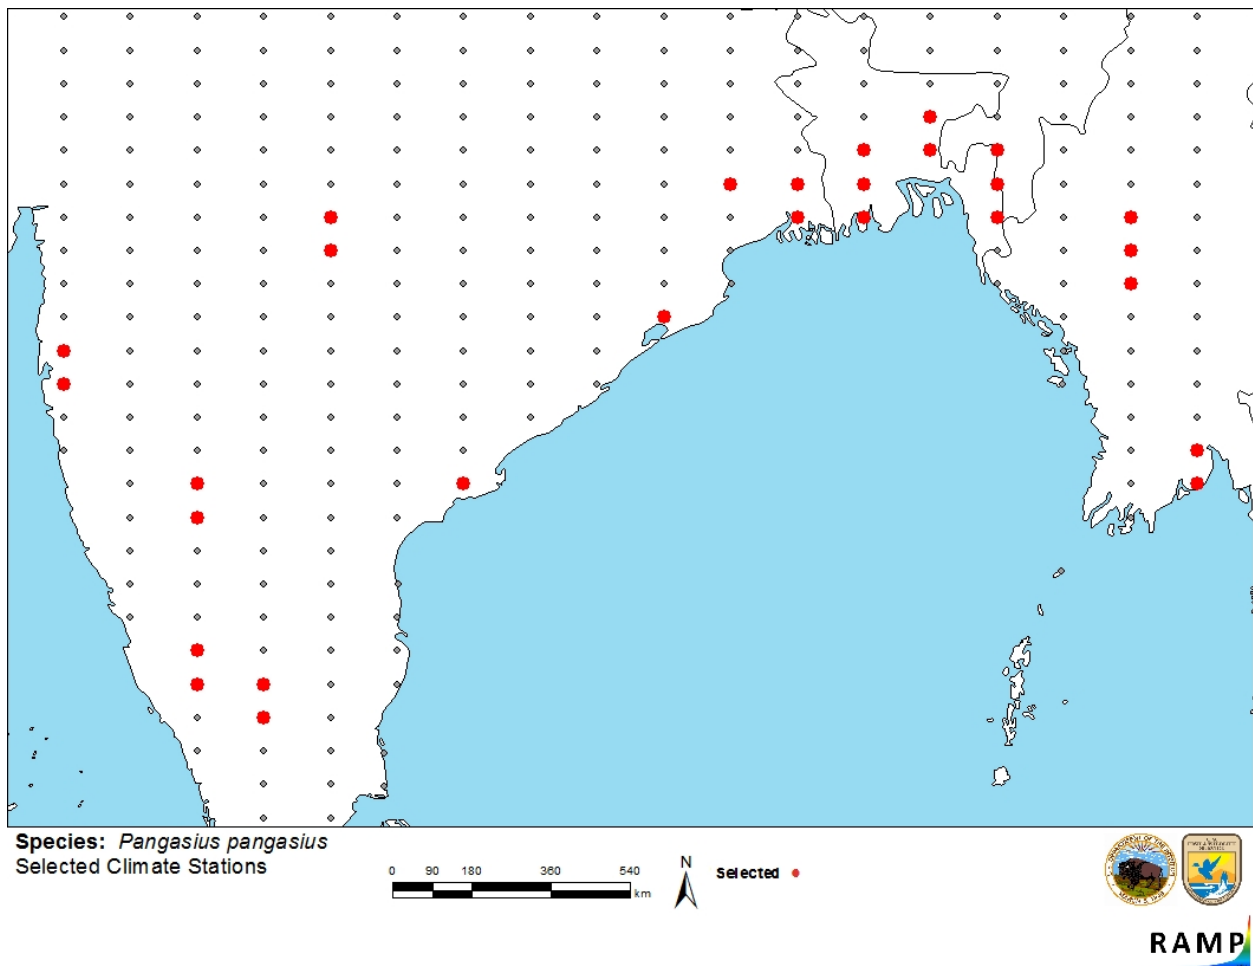 Species: Pangasius pangasius
Selected Climate Stations
0 90 180 360 540
km
N
Selected
RAMP